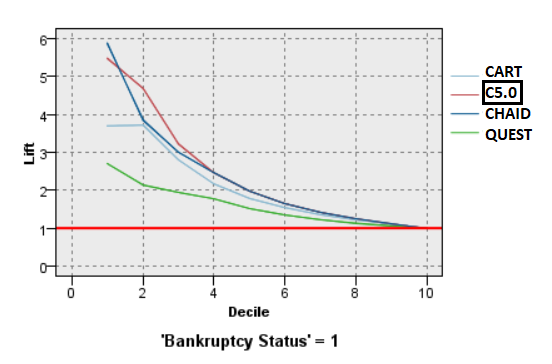 6
5
4
3
2
1
0
Lift
0 2 4 6 8 10
Decile
'Bankruptcy Status' = 1
CART
C5.0
CHAID
QUEST